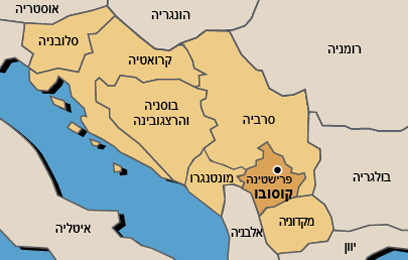 אוסטריה
הונגריה
סלובניה
קרואטיה
רומניה
בוסניה
והרצגובינה
סרביה
מונטנגרו
פרישטינה
קוסובו
בולגריה
מקדוניה
איטליה
אלבניה
יוון